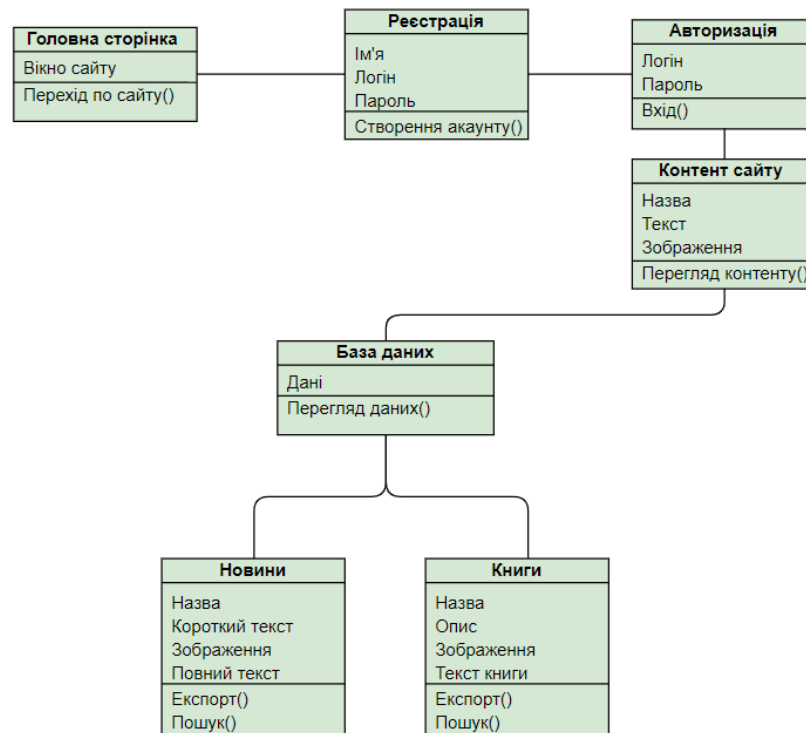 Головна сторінка
Вікно сайту
Перехід по сайту()
Реєстрація
Ім'я
Логін
Пароль
Створення акаунту()
Авторизація
Логін
Пароль
Вхід()
Контент сайту
Назва
Текст
Зображення
Перегляд контенту()
База даних
Дані
Перегляд даних()
Новини
Назва
Короткий текст
Зображення
Повний текст
Експорт()
Пошук()
Книги
Назва
Опис
Зображення
Текст книги
Експорт()
Пошук()